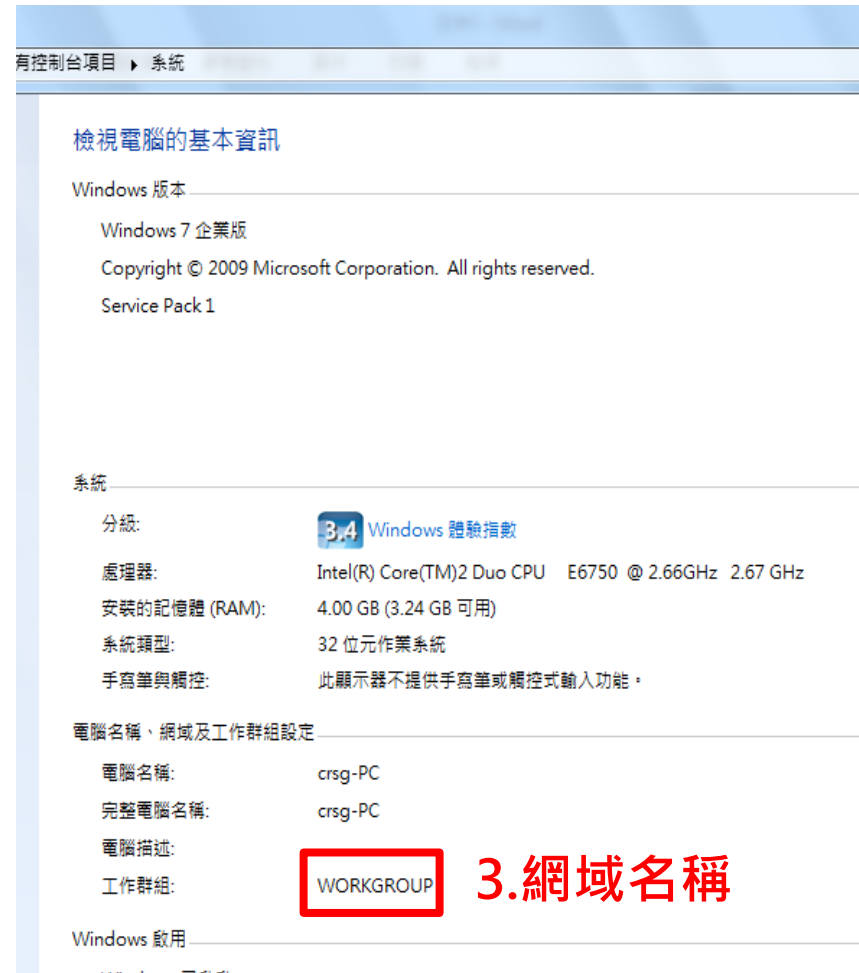 有控制台項目 ▸ 系統
檢視電腦的基本資訊
Windows 版本
Windows 7 企業版
Copyright © 2009 Microsoft Corporation. All rights reserved.
Service Pack 1
系統
分級: 3.4 Windows 體驗指數
處理器: Intel(R) Core(TM)2 Duo CPU E6750 @ 2.66GHz 2.67 GHz
安裝的記憶體 (RAM): 4.00 GB (3.24 GB 可用)
系統類型: 32 位元作業系統
手寫筆與觸控: 此顯示器不提供手寫筆或觸控式輸入功能。
電腦名稱、網域及工作群組設定
電腦名稱: crsg-PC
完整電腦名稱: crsg-PC
電腦描述:
工作群組: WORKGROUP 3.網域名稱
Windows 啟用